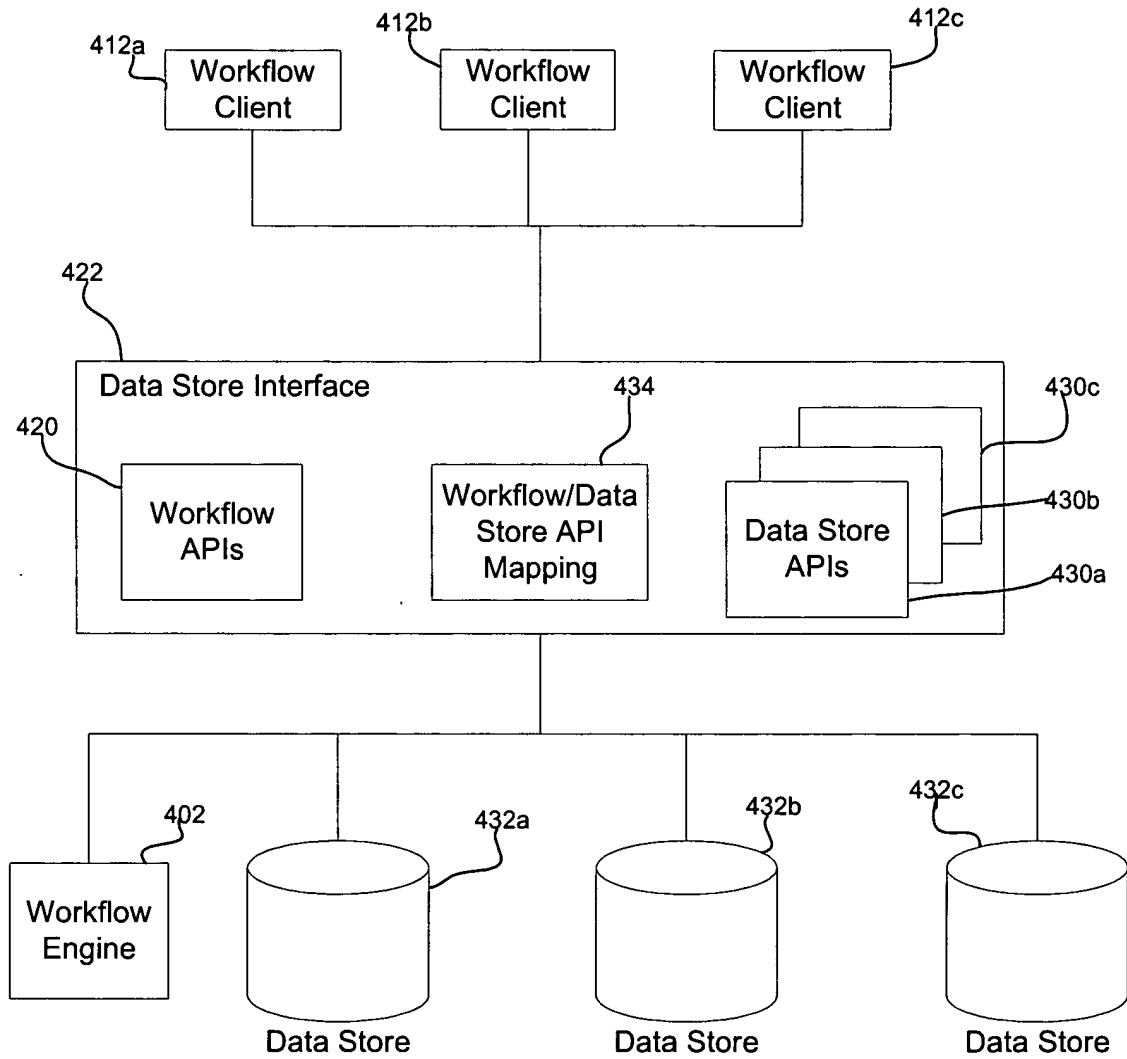 412a
412b
412c
Workflow
Client
Workflow
Client
Workflow
Client
422
Data Store Interface
434
430c
420
Workflow
APIs
Workflow/Data
Store API
Mapping
Data Store
APIs
430b
430a
402
432a
432b
432c
Workflow
Engine
Data Store
Data Store
Data Store